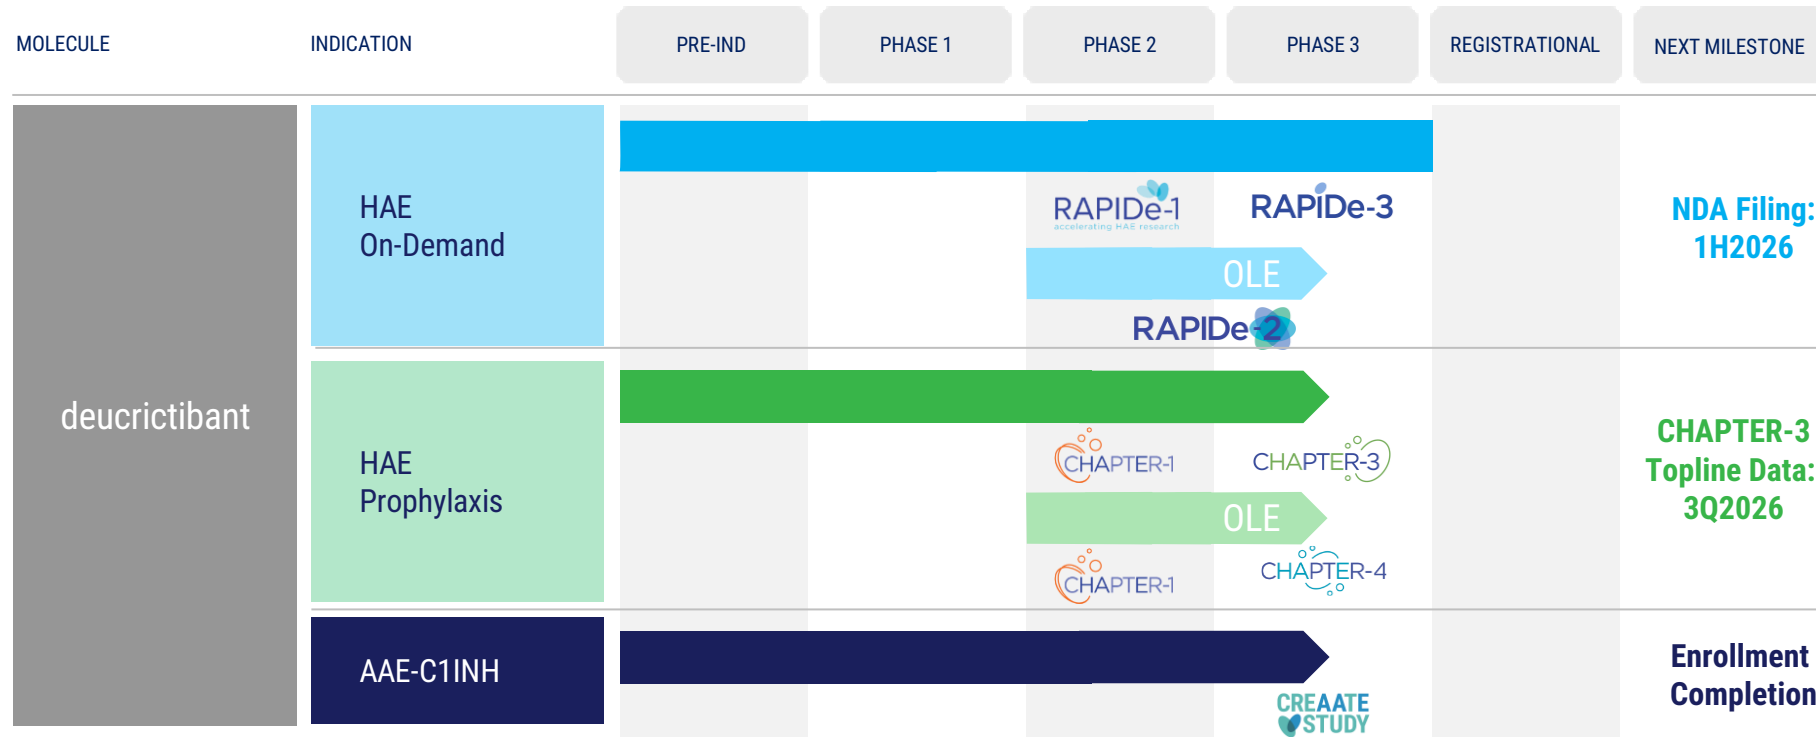 MOLECULE
INDICATION
PRE-IND
PHASE 1
PHASE 2
PHASE 3
REGISTRATIONAL
NEXT MILESTONE
deucrictibant
HAE
On-Demand
RAPIDe-1
accelerating HAE research
RAPIDe-3
OLE
RAPIDe-2
NDA Filing:
1H2026
HAE
Prophylaxis
CHAPTER-1
CHAPTER-3
OLE
CHAPTER-1
CHAPTER-4
CHAPTER-3
Topline Data:
3Q2026
AAE-C1INH
CREAATE
STUDY
Enrollment
Completion